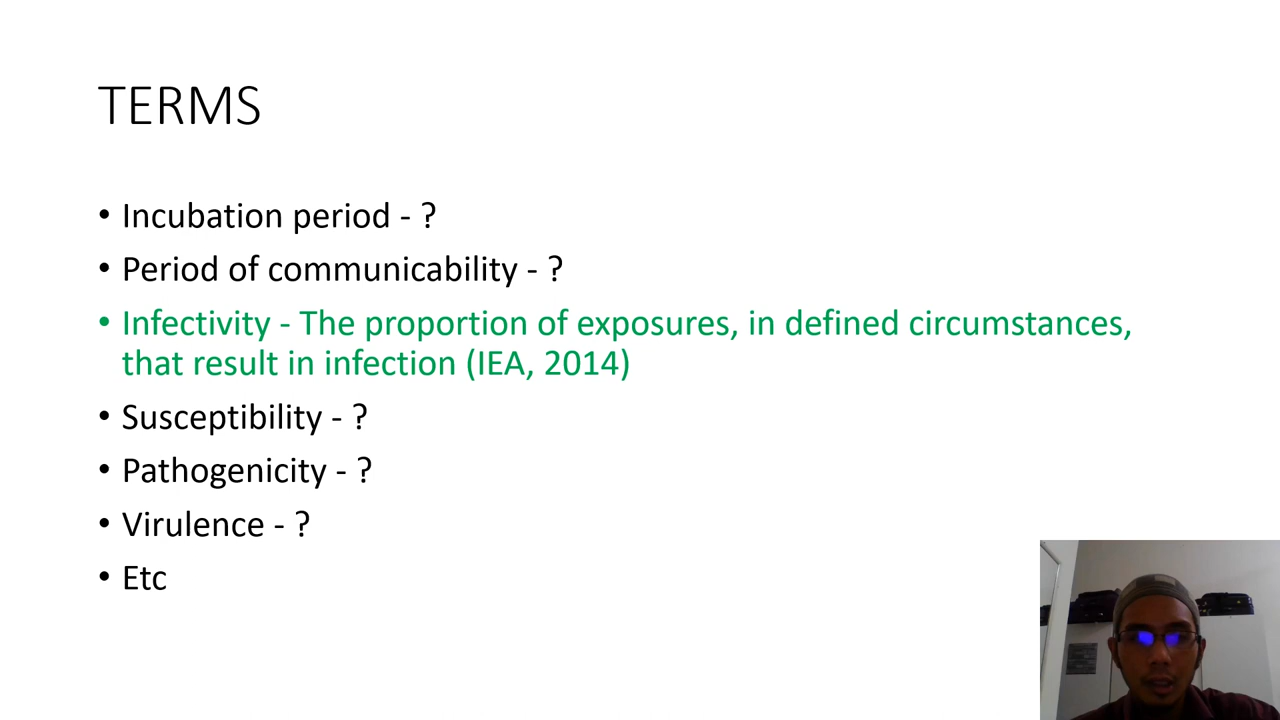 TERMS
• Incubation period - ?
• Period of communicability - ?
• Infectivity - The proportion of exposures, in defined circumstances,
that result in infection (IEA, 2014)
• Susceptibility - ?
• Pathogenicity - ?
• Virulence - ?
• Etc